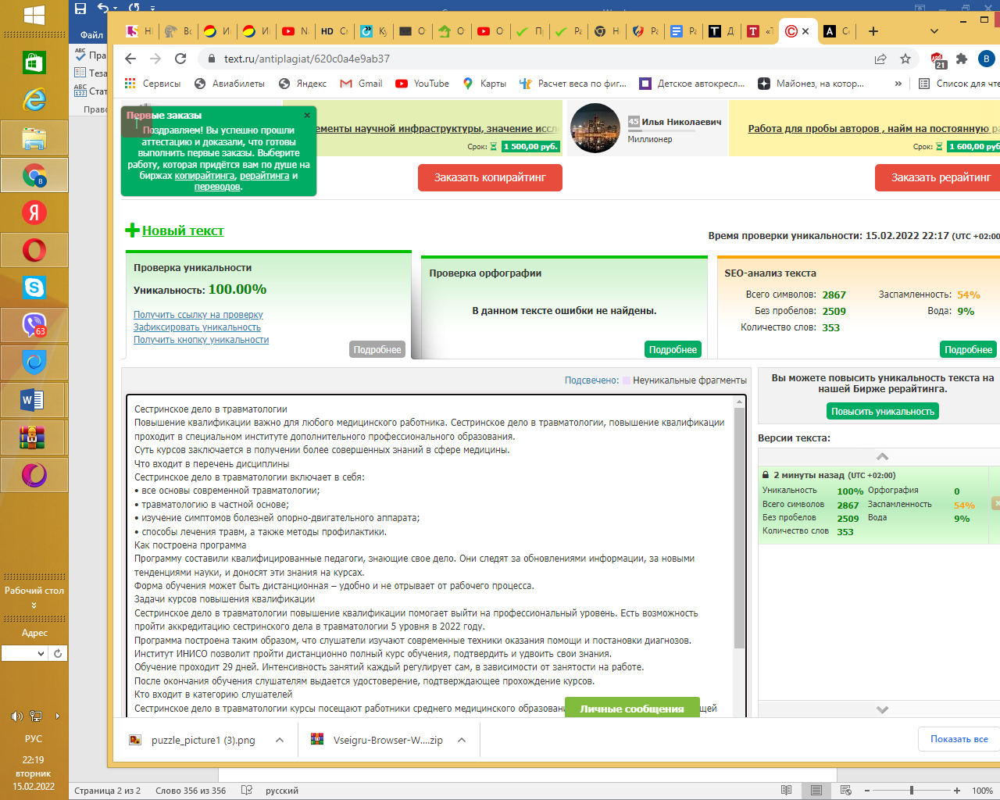 Файл
text.ru/antiplagiat/620c0a4e9ab37
21
В
Сервисы
Авиабилеты
Яндекс
Gmail
YouTube
Карты
Расчет веса по фиг...
Детское автокресл...
Майонез, на котор...
»
Список для чте
Первые заказы
Поздравляем! Вы успешно прошли
аттестацию и доказали, что готовы
выполнить первые заказы. Выберите
работу, которая придётся вам по душе на
биржах копирайтинга, рерайтинга и
переводов.
ементы научной инфраструктуры, значение иссл
Срок: 1 500,00 руб.
45 Илья Николаевич
Миллионер
Работа для пробы авторов , найм на постоянную р
Срок: 1 600,00 руб.
Заказать копирайтинг
Заказать рерайтинг
Новый текст
Время проверки уникальности: 15.02.2022 22:17 (UTC +02:00
Проверка уникальности
Уникальность: 100.00%
Получить ссылку на проверку
Зафиксировать уникальность
Получить кнопку уникальности
Подробнее
Проверка орфографии
В данном тексте ошибки не найдены.
Подробнее
SEO-анализ текста
Всего символов: 2867 Заспамленность: 54%
Без пробелов: 2509 Вода: 9%
Количество слов: 353
Подробнее
Подсвечено: Неуникальные фрагменты
Сестринское дело в травматологии
Повышение квалификации важно для любого медицинского работника. Сестринское дело в травматологии, повышение квалификации
проходит в специальном институте дополнительного профессионального образования.
Суть курсов заключается в получении более совершенных знаний в сфере медицины.
Что входит в перечень дисциплины
Сестринское дело в травматологии включает в себя:
• все основы современной травматологии;
• травматологию в частной основе;
• изучение симптомов болезней опорно-двигательного аппарата;
• способы лечения травм, а также методы профилактики.
Как построена программа
Программу составили квалифицированные педагоги, знающие свое дело. Они следят за обновлениями информации, за новыми
тенденциями науки, и доносят эти знания на курсах.
Форма обучения может быть дистанционная – удобно и не отрывает от рабочего процесса.
Задачи курсов повышения квалификации
Сестринское дело в травматологии повышение квалификации помогает выйти на профессиональный уровень. Есть возможность
пройти аккредитацию сестринского дела в травматологии 5 уровня в 2022 году.
Программа построена таким образом, что слушатели изучают современные техники оказания помощи и постановки диагнозов.
Институт ИНИСО позволит пройти дистанционно полный курс обучения, подтвердить и удвоить свои знания.
Обучение проходит 29 дней. Интенсивность занятий каждый регулирует сам, в зависимости от занятости на работе.
После окончания обучения слушателям выдается удостоверение, подтверждающее прохождение курсов.
Кто входит в категорию слушателей
Сестринское дело в травматологии курсы посещают работники среднего медицинского образовани
Личные сообщения
Вы можете повысить уникальность текста на
нашей Бирже рерайтинга.
Повысить уникальность
Версии текста:
2 минуты назад (UTC +02:00)
Уникальность 100% Орфография 0
Всего символов 2867 Заспамленность 54%
Без пробелов 2509 Вода 9%
Количество слов 353
puzzle_picture1 (3).png
Vseigru-Browser-W....zip
Показать все
63
Рабочий стол
Адрес
РУС
22:19
вторник
15.02.2022
Страница 2 из 2 Слово 356 из 356 русский
100%